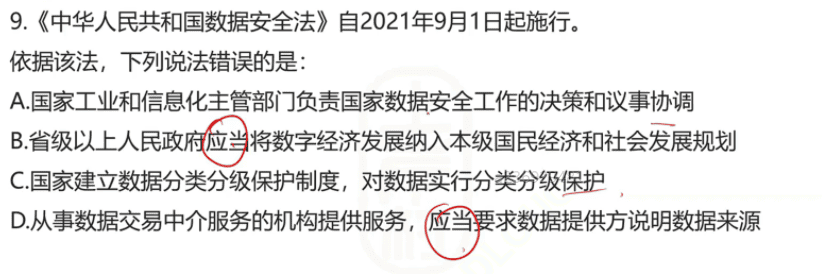 9.《中华人民共和国数据安全法》自2021年9月1日起施行。
依据该法，下列说法错误的是：
A.国家工业和信息化主管部门负责国家数据安全工作的决策和议事协调
B.省级以上人民政府应当将数字经济发展纳入本级国民经济和社会发展规划
C.国家建立数据分类分级保护制度，对数据实行分类分级保护
D.从事数据交易中介服务的机构提供服务，应当要求数据提供方说明数据来源